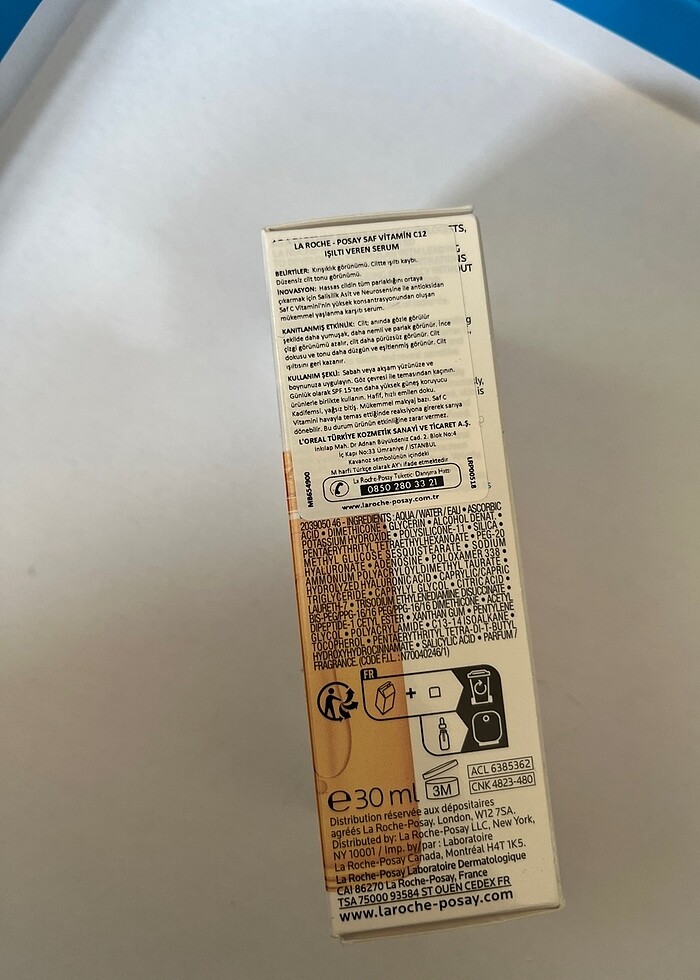 LA ROCHE - POSAY SAF VİTAMİN C12
IŞILTI VEREN SERUM
BELİRTİLER: Kırışıklık görünümü. Ciltte ışıltı kaybı.
Düzensiz cilt tonu görünümü.
İNOVASYON: Hassas cildin tüm parlaklığını ortaya
çıkarmak için Salisilik Asit ve Neurosensine ile antioksidan
Saf C Vitamini'nin yüksek konsantrasyonundan oluşan
mükemmel yaşlanma karşıtı serum.
KANITLANMIŞ ETKİNLİK: Cilt; anında gözle görülür
şekilde daha yumuşak, daha nemli ve parlak görünür. İnce
çizgi görünümü azalır, cilt daha pürüzsüz görünür. Cilt
dokusu ve tonu daha düzgün ve eşitlenmiş görünür. Cilt
ışıltısını geri kazanır.
KULLANIM ŞEKLİ: Sabah veya akşam yüzünüze ve
boynunuza uygulayın. Göz çevresi ile temasından kaçının.
Günlük olarak SPF 15'ten daha yüksek güneş koruyucu
ürünlerle birlikte kullanın. Hafif, hızlı emilen doku.
Kadifemsi, yağsız bitiş. Mükemmel makyaj bazı. Saf C
Vitamini havayla temas ettiğinde reaksiyona girerek sarıya
dönebilir. Bu durum ürünün etkinliğine zarar vermez.
L'OREAL TÜRKİYE KOZMETİK SANAYİ VE TİCARET A.Ş.
İnkılap Mah. Dr Adnan Büyükdeniz Cad. 2. Blok No:4
İç Kapı No:33 Ümraniye / İSTANBUL
Kavanoz sembolünün içindeki
M harfi Türkçe olarak AY'ı ifade etmektedir
La Roche-Posay Tüketici Danışma Hattı
0850 280 33 21
www.laroche-posay.com.tr
MB654900
LRP00518
2039050 46 - INGREDIENTS: AQUA / WATER / EAU • ASCORBIC
ACID • DIMETHICONE • GLYCERIN • ALCOHOL DENAT. •
POTASSIUM HYDROXIDE • POLYSILICONE-11 • SILICA •
PENTAERYTHRITYL TETRAETHYLHEXANOATE • PEG-20
METHYL GLUCOSE SESQUISTEARATE • SODIUM
HYALURONATE • ADENOSINE • POLOXAMER 338 •
AMMONIUM POLYACRYLOYLDIMETHYL TAURATE •
HYDROLYZED HYALURONIC ACID • CAPRYLIC/CAPRIC
TRIGLYCERIDE • CAPRYLYL GLYCOL • CITRIC ACID •
LAURETH-7 • TRISODIUM ETHYLENEDIAMINE DISUCCINATE •
BIS-PEG/PPG-16/16 PEG/PPG-16/16 DIMETHICONE • ACETYL
DIPEPTIDE-1 CETYL ESTER • XANTHAN GUM • PENTYLENE
GLYCOL • POLYACRYLAMIDE • C13-14 ISOALKANE •
TOCOPHEROL • PENTAERYTHRITYL TETRA-DI-T-BUTYL
HYDROXYHYDROCINNAMATE • SALICYLIC ACID • PARFUM /
FRAGRANCE. (CODE F.I.L. : N70040246/1)
FR
+
e 30 ml
3M
ACL 6385362
CNK 4823-480
Distribution réservée aux dépositaires
agréés La Roche-Posay, London, W12 7SA.
Distributed by: La Roche-Posay LLC, New York,
NY 10001 / Imp. by/par : Laboratoire
La Roche-Posay Canada, Montréal H4T 1K5.
La Roche-Posay Laboratoire Dermatologique
CAI 86270 La Roche-Posay, France
TSA 75000 93584 ST OUEN CEDEX FR
www.laroche-posay.com